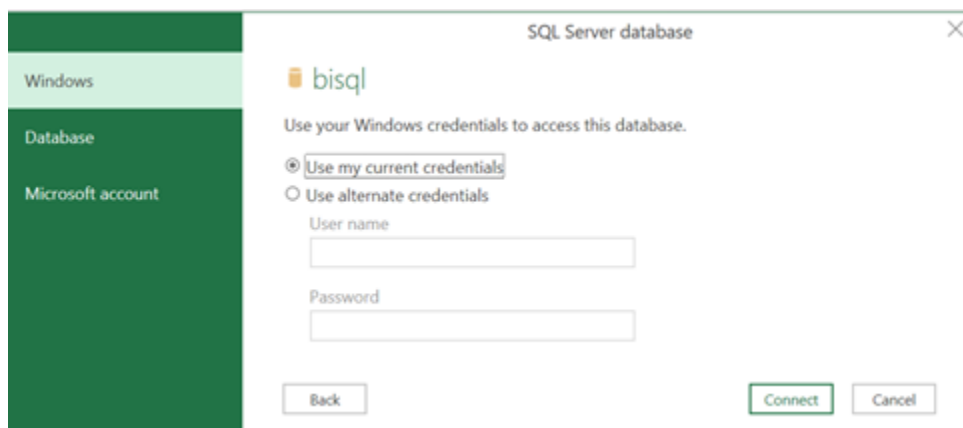 SQL Server database
Windows
Database
Microsoft account
bisql
Use your Windows credentials to access this database.
Use my current credentials
Use alternate credentials
User name
Password
Back
Connect
Cancel